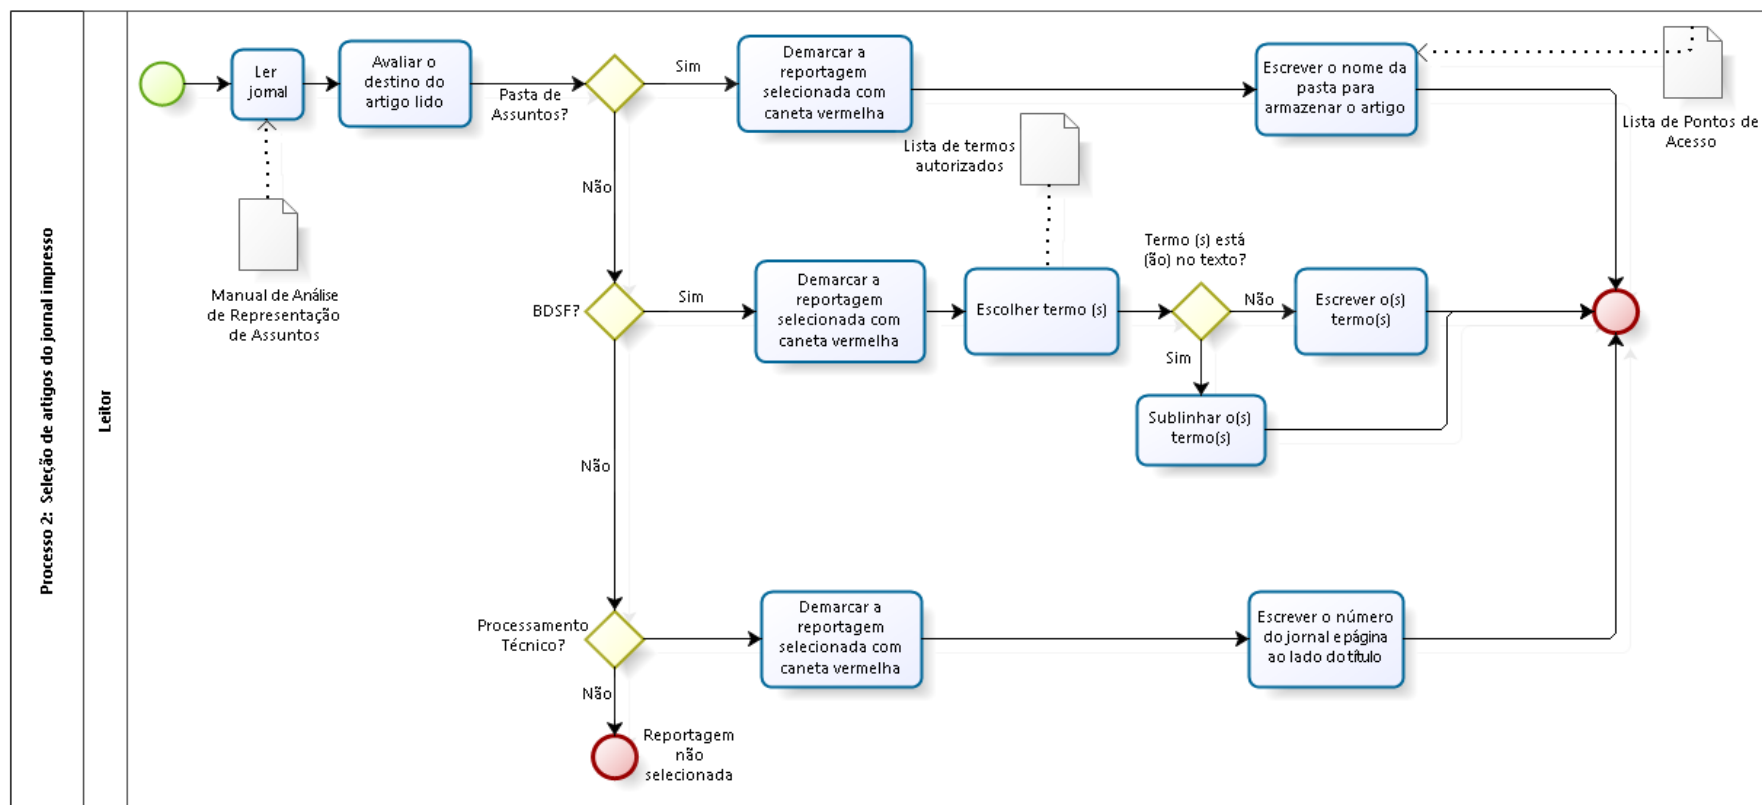 Processo 2: Seleção de artigos do jornal impresso
Leitor
Ler
jornal
Manual de Análise
de Representação
de Assuntos
Avaliar o
destino do
artigo lido
Pasta de
Assuntos?
Sim
Demarcar a
reportagem
selecionada com
caneta vermelha
Escrever o nome da
pasta para
armazenar o artigo
Lista de Pontos de
Acesso
Não
BDSF?
Sim
Demarcar a
reportagem
selecionada com
caneta vermelha
Lista de termos
autorizados
Escolher termo (s)
Termo (s) está
(ão) no texto?
Não
Escrever o(s)
termo(s)
Sim
Sublinhar o(s)
termo(s)
Não
Processamento
Técnico?
Demarcar a
reportagem
selecionada com
caneta vermelha
Escrever o número
do jornal e página
ao lado do título
Não
Reportagem
não
selecionada